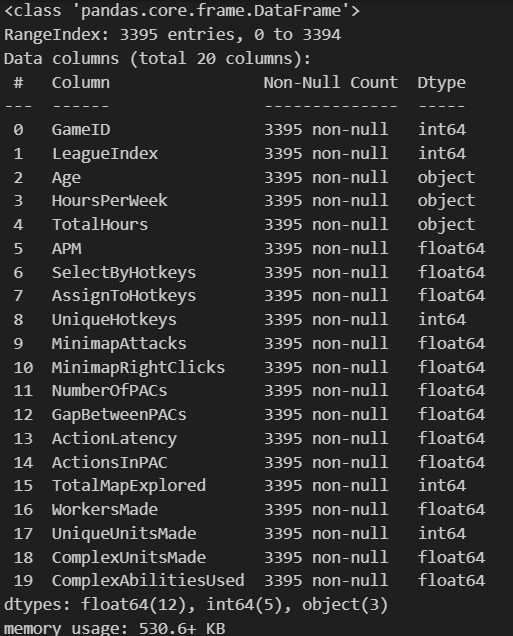 <class 'pandas.core.frame.DataFrame'>
RangeIndex: 3395 entries, 0 to 3394
Data columns (total 20 columns):
 #   Column                Non-Null Count  Dtype
---  ------                --------------  -----
 0   GameID                3395 non-null   int64
 1   LeagueIndex           3395 non-null   int64
 2   Age                   3395 non-null   object
 3   HoursPerWeek          3395 non-null   object
 4   TotalHours            3395 non-null   object
 5   APM                   3395 non-null   float64
 6   SelectByHotkeys       3395 non-null   float64
 7   AssignToHotkeys       3395 non-null   float64
 8   UniqueHotkeys         3395 non-null   int64
 9   MinimapAttacks        3395 non-null   float64
 10  MinimapRightClicks    3395 non-null   float64
 11  NumberOfPACs          3395 non-null   float64
 12  GapBetweenPACs        3395 non-null   float64
 13  ActionLatency         3395 non-null   float64
 14  ActionsInPAC          3395 non-null   float64
 15  TotalMapExplored      3395 non-null   int64
 16  WorkersMade           3395 non-null   float64
 17  UniqueUnitsMade       3395 non-null   int64
 18  ComplexUnitsMade      3395 non-null   float64
 19  ComplexAbilitiesUsed  3395 non-null   float64
dtypes: float64(12), int64(5), object(3)
memory usage: 530.6+ KB